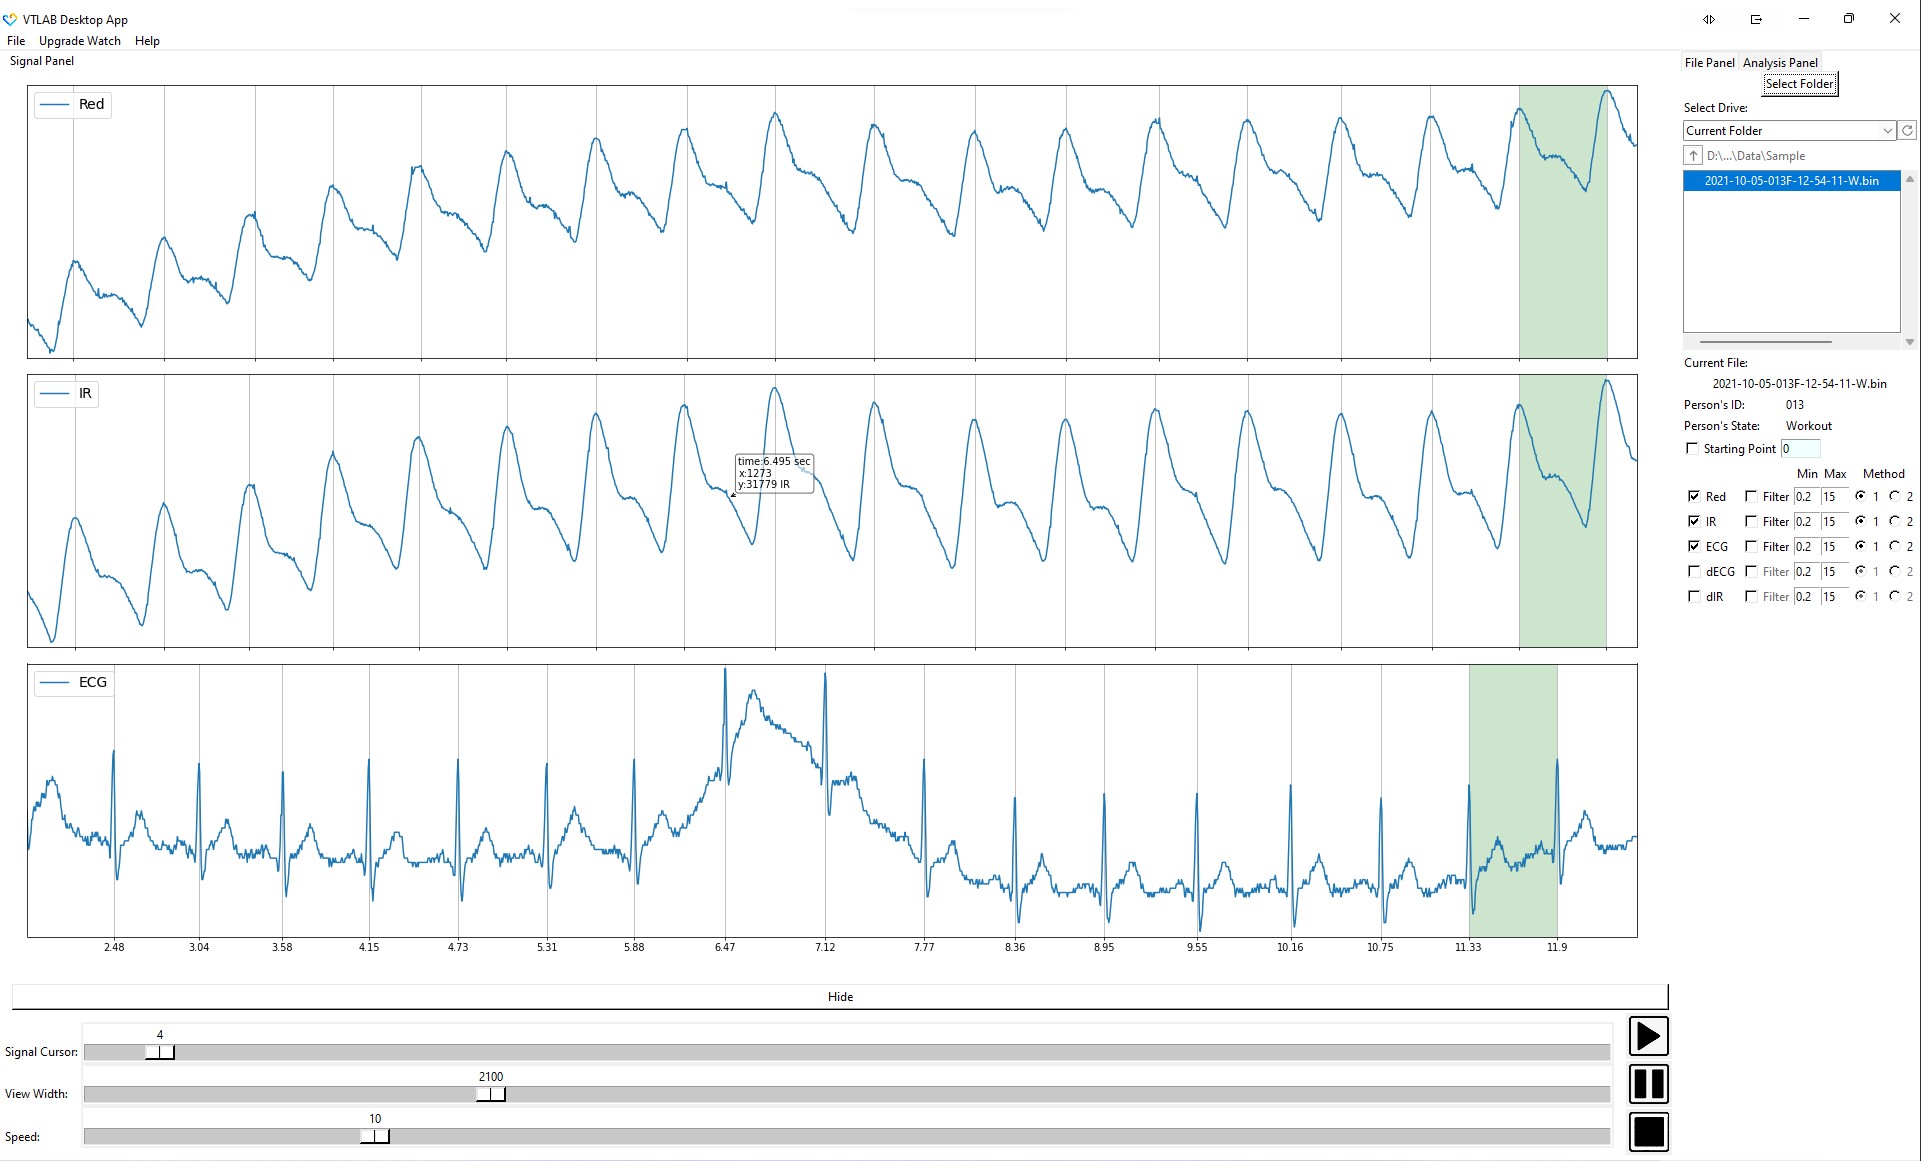 VTLAB Desktop App
File Upgrade Watch Help
Signal Panel
Red
IR
time:6.495 sec
x:1273
y:31779 IR
ECG
2.48 3.04 3.58 4.15 4.73 5.31 5.88 6.47 7.12 7.77 8.36 8.95 9.55 10.16 10.75 11.33 11.9
Hide
4
Signal Cursor:
2100
View Width:
10
Speed:
File Panel Analysis Panel
Select Folder
Select Drive:
Current Folder
D:\...\Data\Sample
2021-10-05-013F-12-54-11-W.bin
Current File:
2021-10-05-013F-12-54-11-W.bin
Person's ID: 013
Person's State: Workout
Starting Point 0
Min Max Method
Red Filter 0.2 15 1 2
IR Filter 0.2 15 1 2
ECG Filter 0.2 15 1 2
dECG Filter 0.2 15 1 2
dIR Filter 0.2 15 1 2